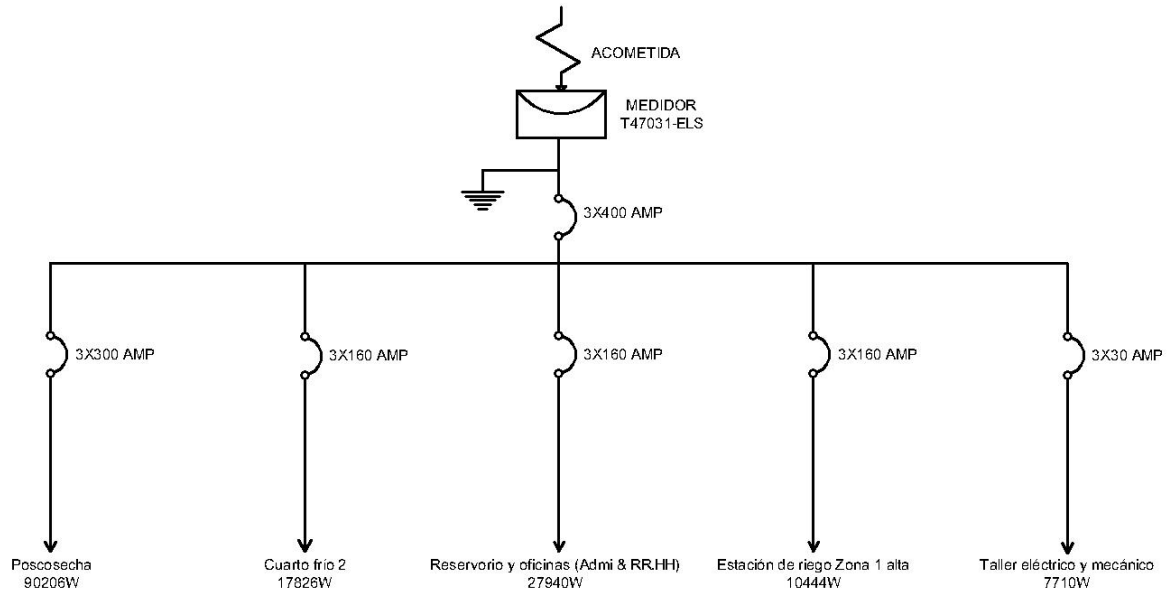 ACOMETIDA
MEDIDOR
T47031-ELS
3X400 AMP
3X300 AMP
3X160 AMP
3X160 AMP
3X160 AMP
3X30 AMP
Poscosecha
90206W
Cuarto frío 2
17826W
Reservorio y oficinas (Admi & RR.HH)
27940W
Estación de riego Zona 1 alta
10444W
Taller eléctrico y mecánico
7710W